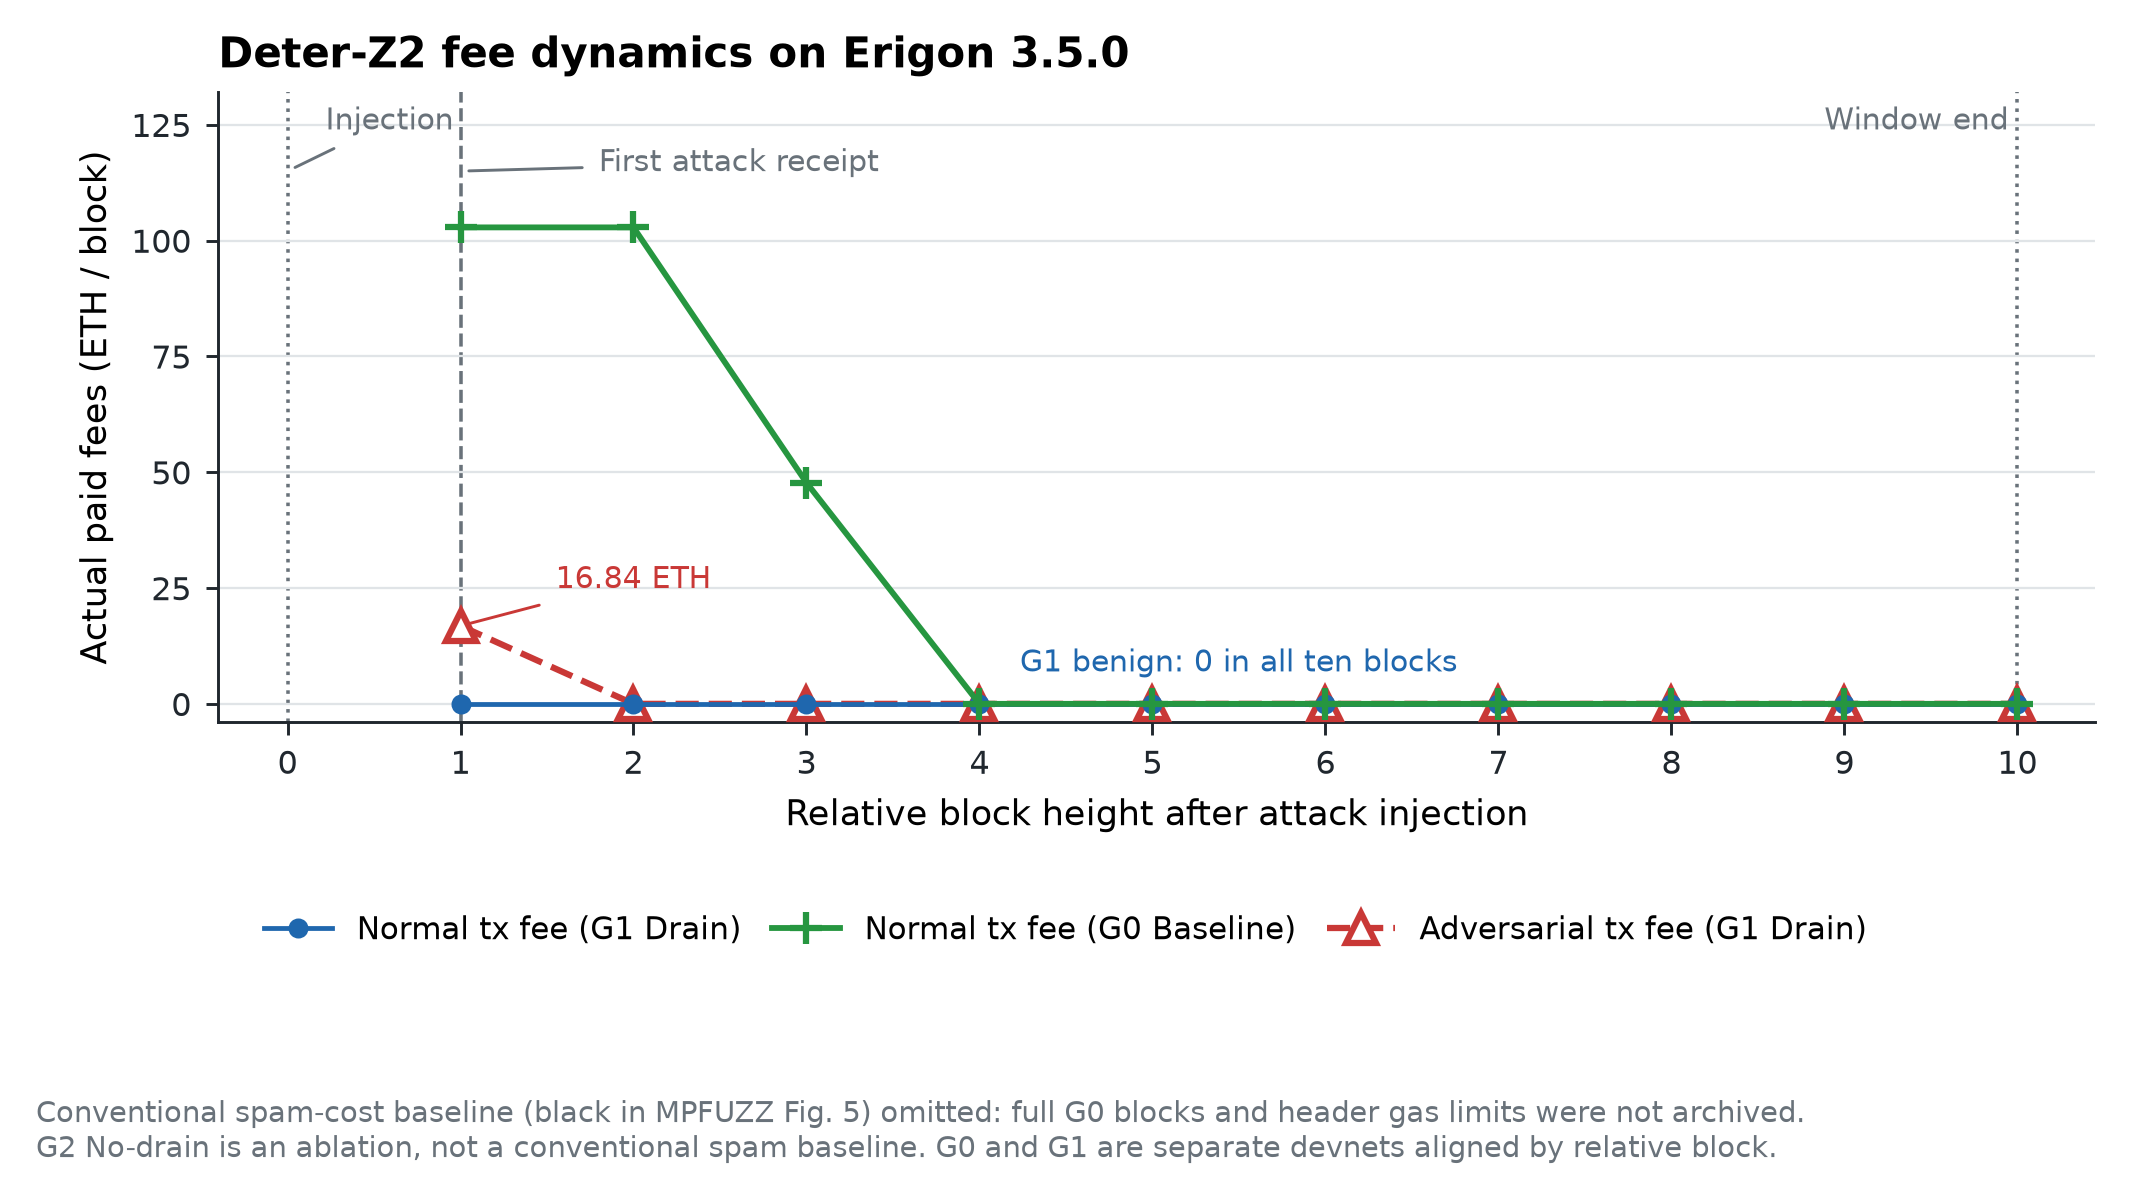 Deter-Z2 fee dynamics on Erigon 3.5.0
Actual paid fees (ETH / block)
125
100
75
50
25
0
Injection
First attack receipt
Window end
16.84 ETH
G1 benign: 0 in all ten blocks
0 1 2 3 4 5 6 7 8 9 10
Relative block height after attack injection
Normal tx fee (G1 Drain) Normal tx fee (G0 Baseline) Adversarial tx fee (G1 Drain)
Conventional spam-cost baseline (black in MPFUZZ Fig. 5) omitted: full G0 blocks and header gas limits were not archived.
G2 No-drain is an ablation, not a conventional spam baseline. G0 and G1 are separate devnets aligned by relative block.